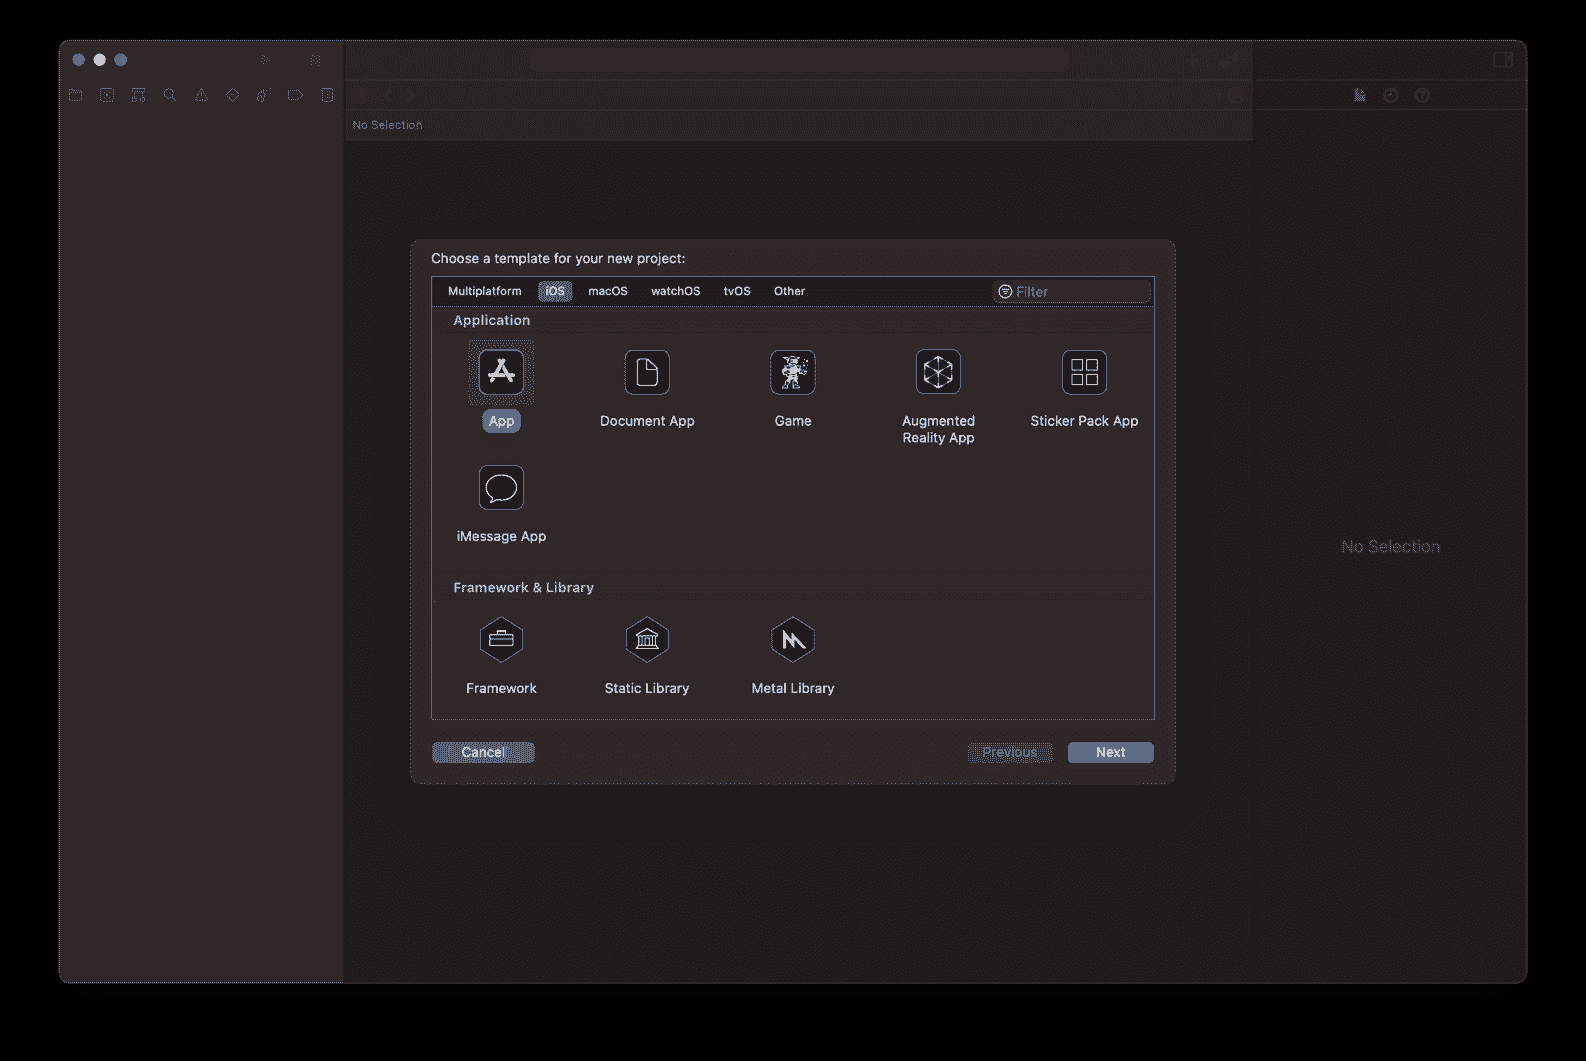 No Selection
Choose a template for your new project:
Multiplatform iOS macOS watchOS tvOS Other Filter
Application
App Document App Game Augmented Reality App Sticker Pack App
iMessage App
Framework & Library
Framework Static Library Metal Library
Cancel Previous Next
No Selection